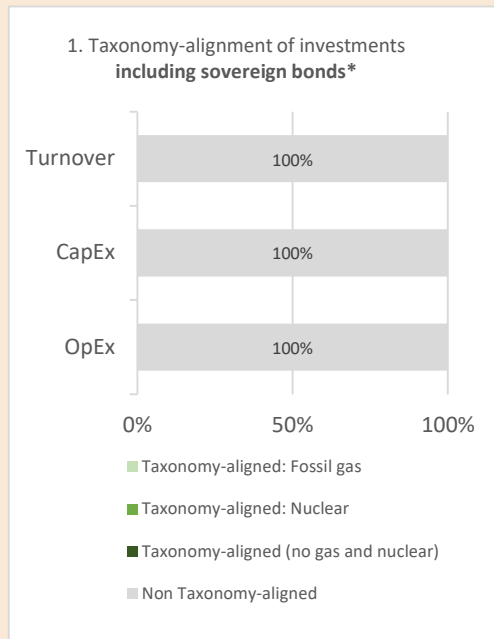 1. Taxonomy-alignment of investments
including sovereign bonds*
Turnover
100%
CapEx
100%
OpEx
100%
0%
50%
100%
Taxonomy-aligned: Fossil gas
Taxonomy-aligned: Nuclear
Taxonomy-aligned (no gas and nuclear)
Non Taxonomy-aligned